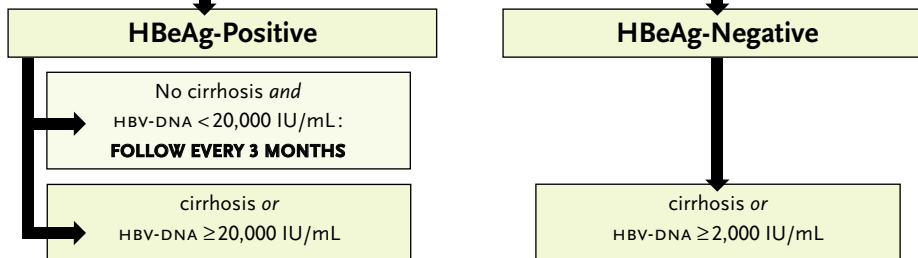 HBeAg-Positive
No cirrhosis and
HBV-DNA <20,000 IU/mL:
FOLLOW EVERY 3 MONTHS
cirrhosis or
HBV-DNA ≥20,000 IU/mL
HBeAg-Negative
cirrhosis or
HBV-DNA ≥2,000 IU/mL